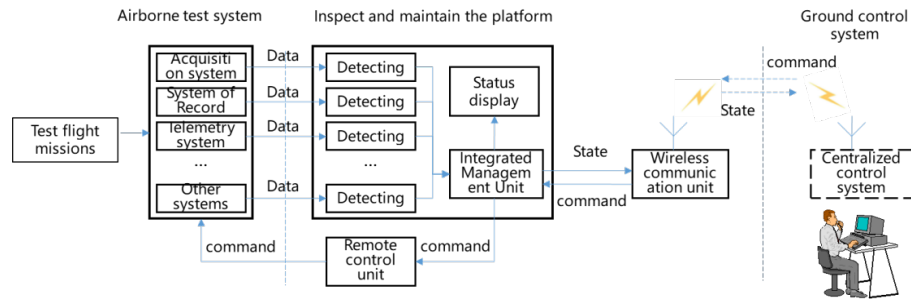 Airborne test system
Inspect and maintain the platform
Ground control
system
Test flight
missions
Acquisiti
on system
System of
Record
Telemetry
system
...
Other
systems
Data
Data
Data
Data
Detecting
Detecting
Detecting
...
Detecting
Status
display
Integrated
Managem
ent Unit
State
command
Wireless
communic
ation unit
command
State
Centralized
control
system
command
Remote
control
unit
command